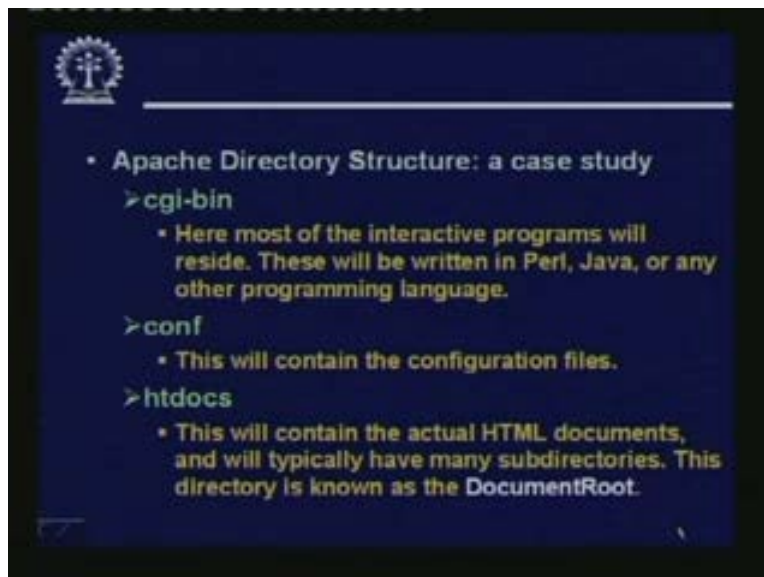 • Apache Directory Structure: a case study
➢cgi-bin
▪ Here most of the interactive programs will
reside. These will be written in Perl, Java, or any
other programming language.
➢conf
▪ This will contain the configuration files.
➢htdocs
▪ This will contain the actual HTML documents,
and will typically have many subdirectories. This
directory is known as the DocumentRoot.